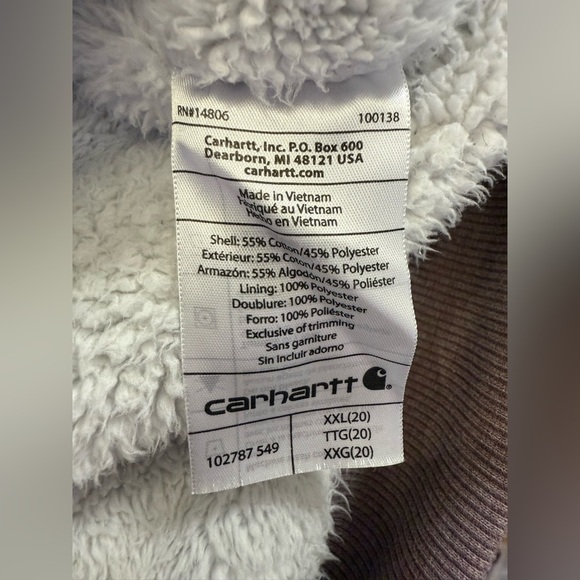 RN#14806 100138
Carhartt, Inc. P.O. Box 600
Dearborn, MI 48121 USA
carhartt.com
Made in Vietnam
Fabriqué au Vietnam
Hecho en Vietnam
Shell: 55% Cotton/45% Polyester
Extérieur: 55% Coton/45% Polyester
Armazón: 55% Algodón/45% Poliéster
Lining: 100% Polyester
Doublure: 100% Polyester
Forro: 100% Poliéster
Exclusive of trimming
Sans garniture
Sin Incluir adorno
carhartt
XXL(20)
102787 549 TTG(20)
XXG(20)